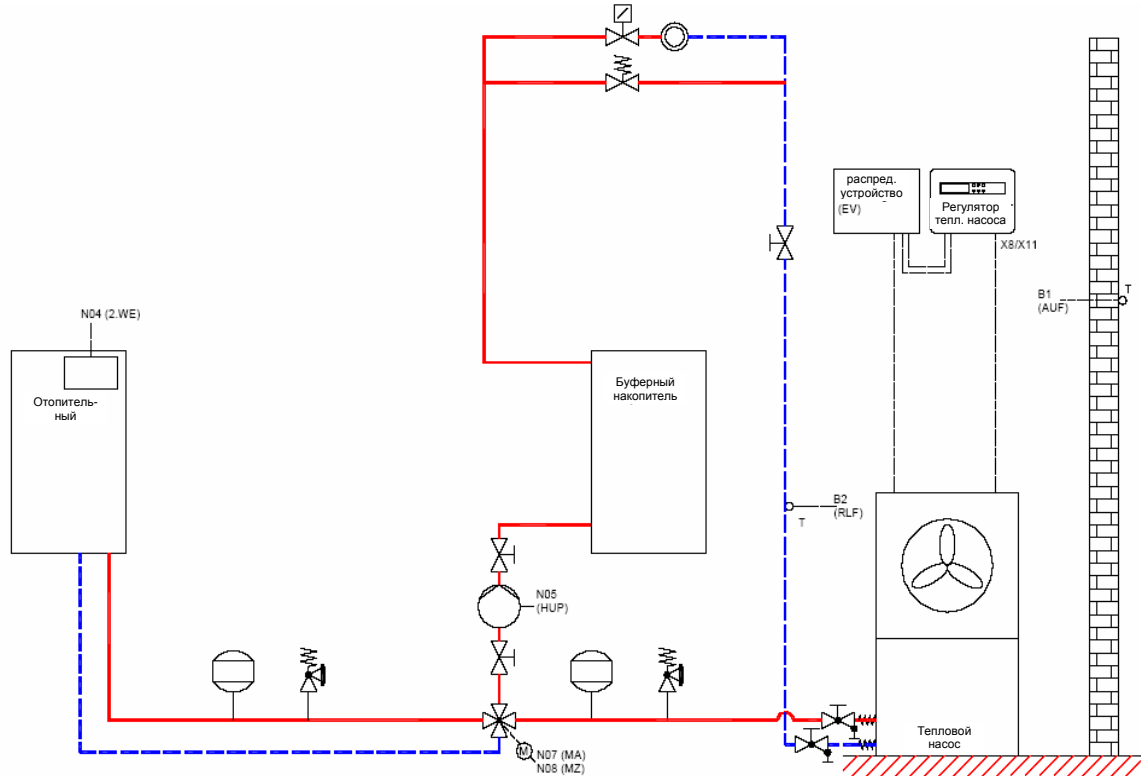 распред.
устройство
(EV)
Регулятор
тепл. насоса
X8/X11
B1
(AUF)
T
N04 (2.WE)
Отопитель-
ный
Буферный
накопитель
B2
(RLF)
T
N05
(HUP)
M
N07 (MA)
N08 (MZ)
Тепловой
насос